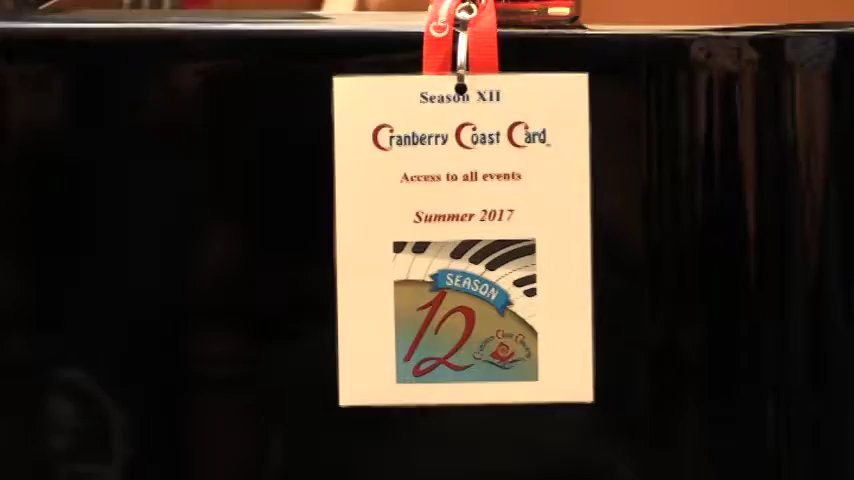 Season XII
Cranberry Coast Card
Access to all events
Summer 2017
SEASON
12